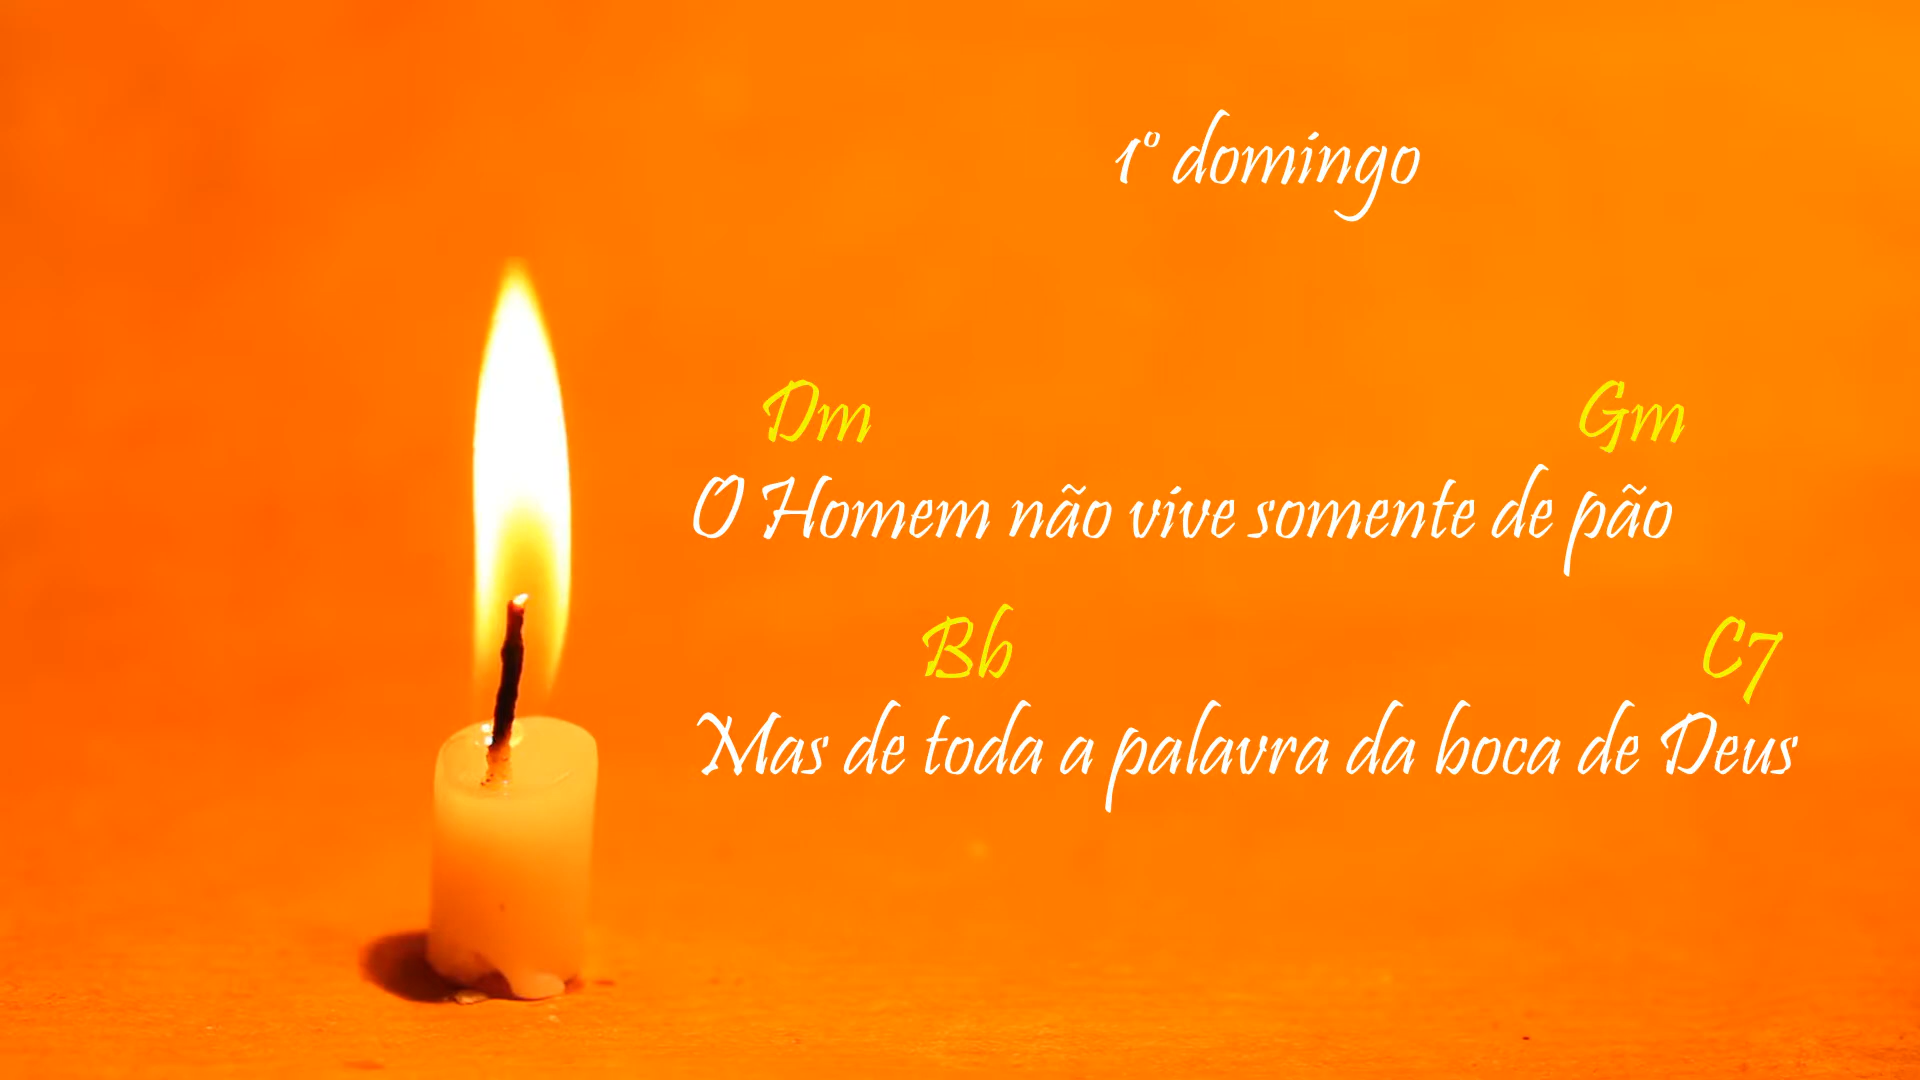 1º domingo
Dm Gm
O Homem não vive somente de pão
Bb C7
Mas de toda a palavra da boca de Deus